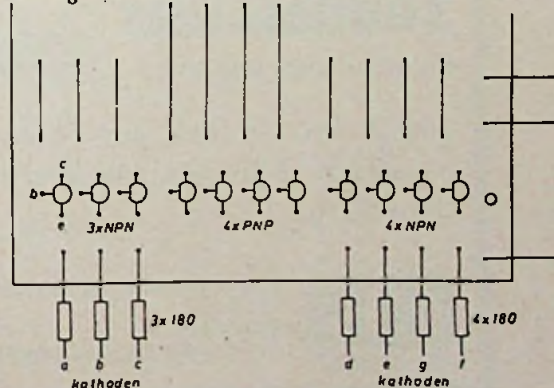 c
b
e
3xNPN 4xPNP 4xNPN
3x180 4x180
a b c d e g f
kathoden kathoden